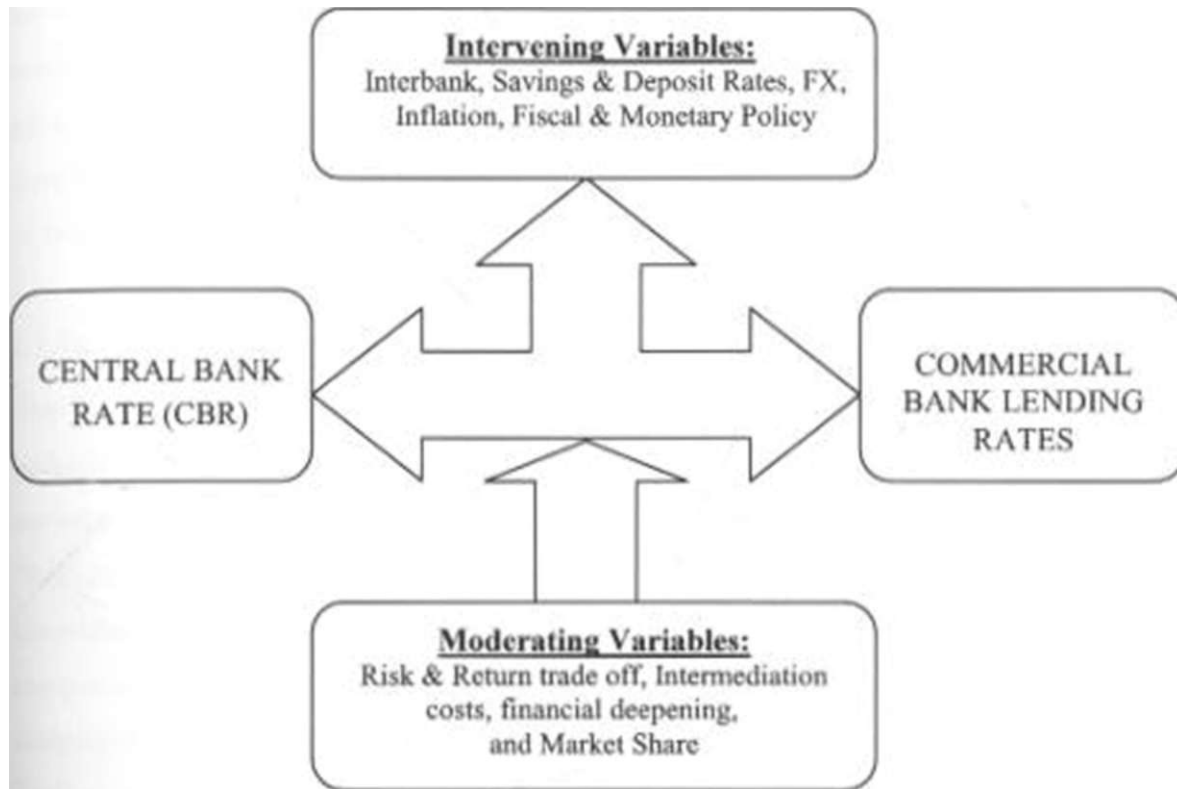 Intervening Variables:
Interbank, Savings & Deposit Rates, FX,
Inflation, Fiscal & Monetary Policy
CENTRAL BANK
RATE (CBR)
COMMERCIAL
BANK LENDING
RATES
Moderating Variables:
Risk & Return trade off, Intermediation
costs, financial deepening,
and Market Share